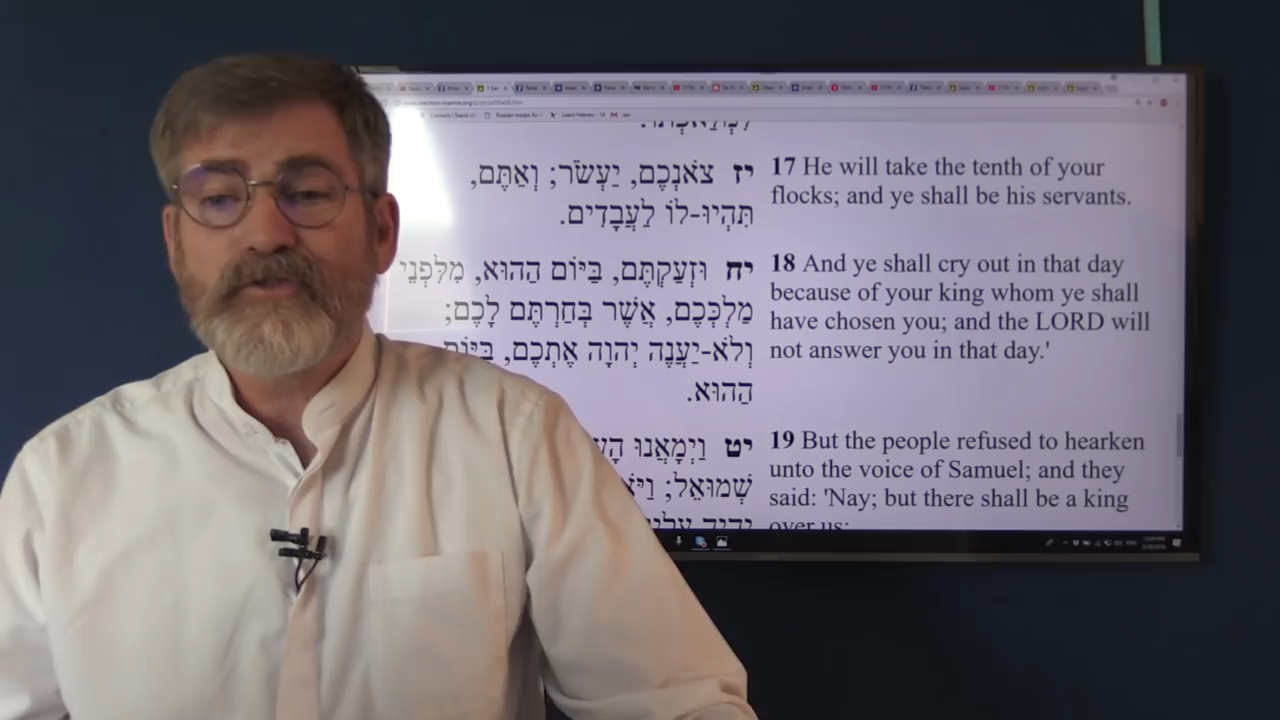 יז צֹאנְכֶם, יַעְשֹׂר; וְאַתֶּם,
תִּהְיוּ-לוֹ לַעֲבָדִים.
יח וּזְעַקְתֶּם, בַּיּוֹם הַהוּא, מִלִּפְנֵי
מַלְכְּכֶם, אֲשֶׁר בְּחַרְתֶּם לָכֶם;
וְלֹא-יַעֲנֶה יְהוָה אֶתְכֶם, בַּיּוֹם
הַהוּא.
יט וַיְמָאֲנוּ
שְׁמוּאֵל;
17 He will take the tenth of your
flocks; and ye shall be his servants.
18 And ye shall cry out in that day
because of your king whom ye shall
have chosen you; and the LORD will
not answer you in that day.'
19 But the people refused to hearken
unto the voice of Samuel; and they
said: 'Nay; but there shall be a king
over us;